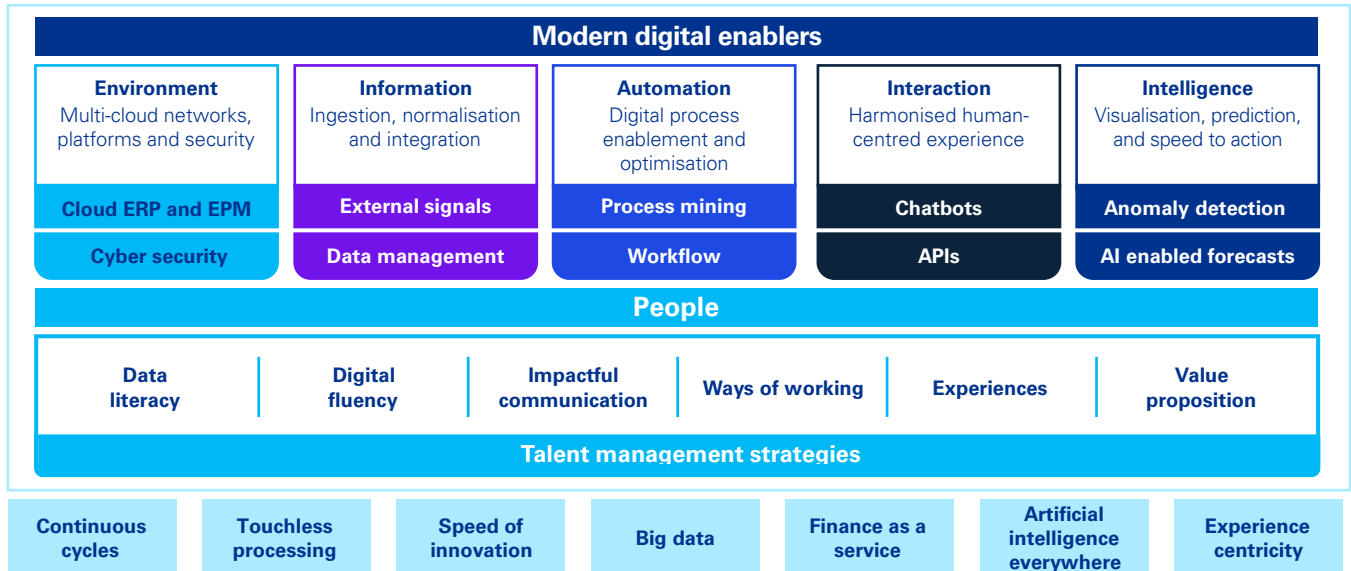 Modern digital enablers
Environment
Multi-cloud networks,
platforms and security
Cloud ERP and EPM
Cyber security
Information
Ingestion, normalisation
and integration
External signals
Data management
Automation
Digital process
enablement and
optimisation
Process mining
Workflow
Interaction
Harmonised human-
centred experience
Chatbots
APIs
Intelligence
Visualisation, prediction,
and speed to action
Anomaly detection
AI enabled forecasts
People
Data
literacy
Digital
fluency
Impactful
communication
Ways of working
Experiences
Value
proposition
Talent management strategies
Continuous
cycles
Touchless
processing
Speed of
innovation
Big data
Finance as a
service
Artificial
intelligence
everywhere
Experience
centricity